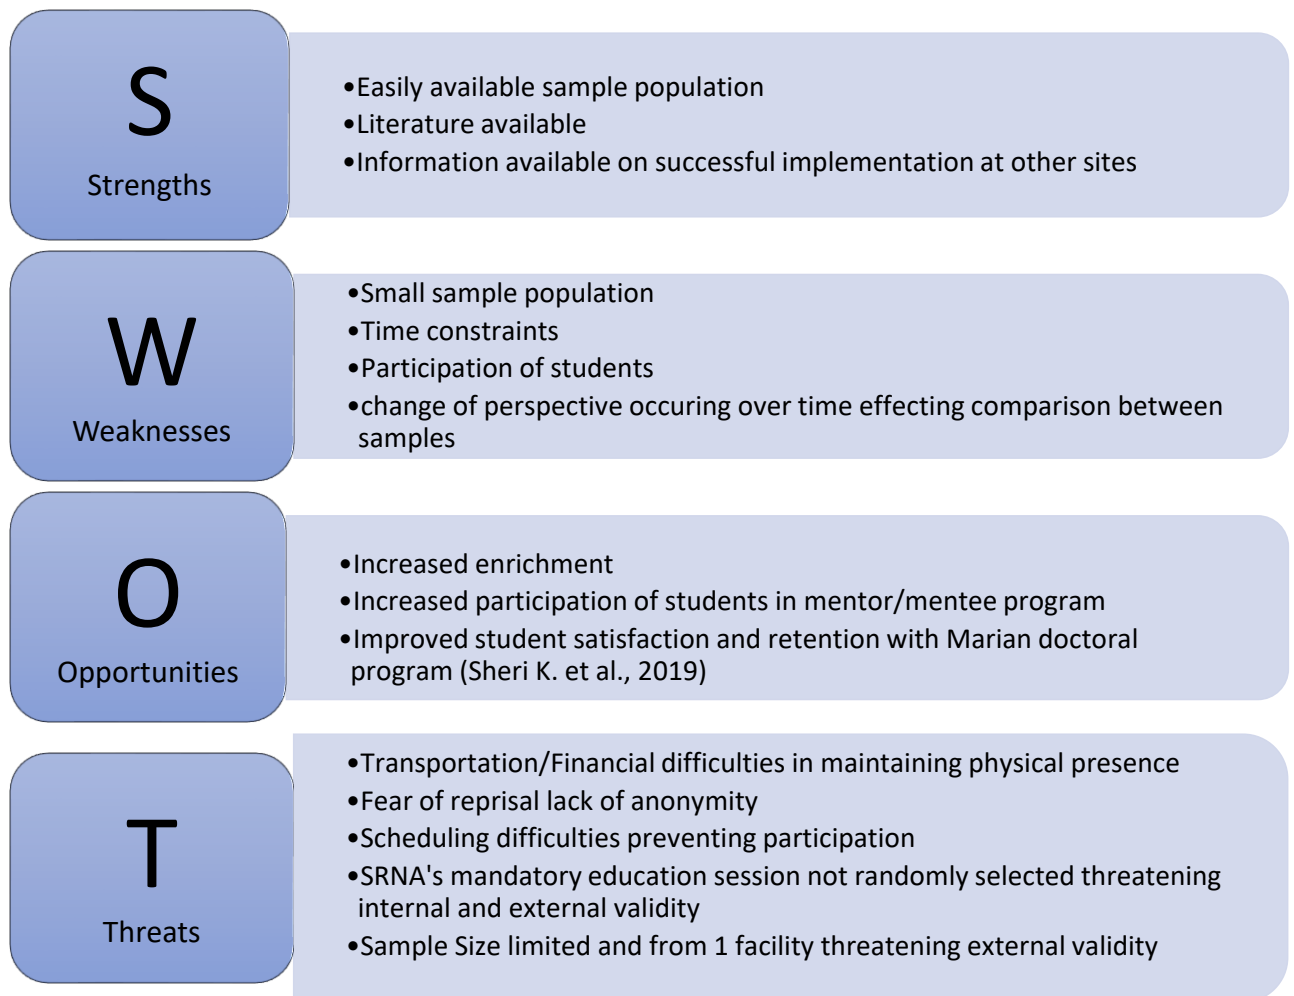 S
Strengths
•Easily available sample population
•Literature available
•Information available on successful implementation at other sites
W
Weaknesses
•Small sample population
•Time constraints
•Participation of students
•change of perspective occuring over time effecting comparison between
samples
O
Opportunities
•Increased enrichment
•Increased participation of students in mentor/mentee program
•Improved student satisfaction and retention with Marian doctoral
program (Sheri K. et al., 2019)
T
Threats
•Transportation/Financial difficulties in maintaining physical presence
•Fear of reprisal lack of anonymity
•Scheduling difficulties preventing participation
•SRNA's mandatory education session not randomly selected threatening
internal and external validity
•Sample Size limited and from 1 facility threatening external validity